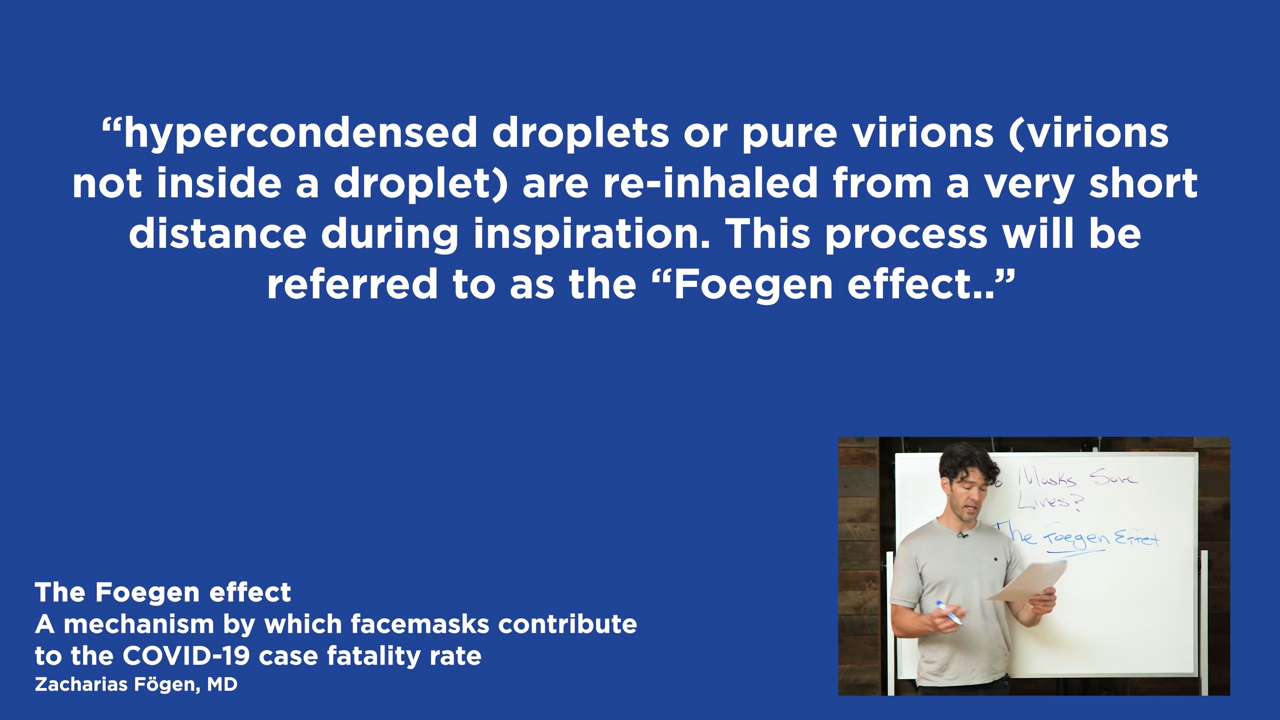 “hypercondensed droplets or pure virions (virions
not inside a droplet) are re-inhaled from a very short
distance during inspiration. This process will be
referred to as the “Foegen effect..”
Masks Save
Lives?
The Foegen Effet
The Foegen effect
A mechanism by which facemasks contribute
to the COVID-19 case fatality rate
Zacharias Fögen, MD